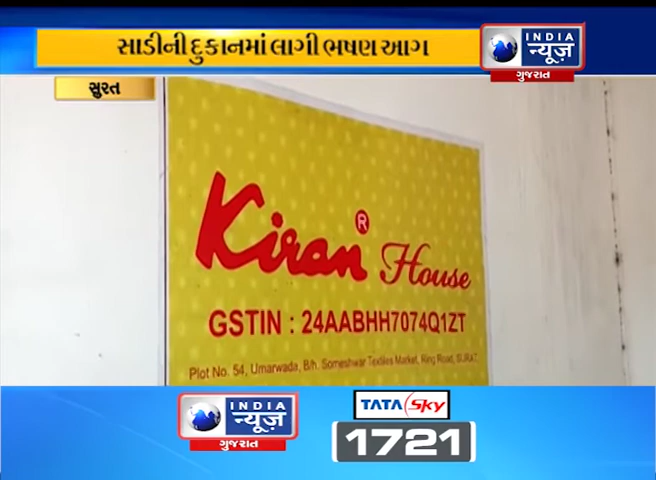 સાડીની દુકાનમાં લાગી ભષણ આગ
INDIA
न्यूज़
ગુજરાત
સુરત
Kiran ® House
GSTIN : 24AABHH7074Q1ZT
Plot No. 54, Umarwada, B/h. Someshwar Textiles Market, Ring Road, SURAT
INDIA
न्यूज़
ગુજરાત
TATA Sky
1721